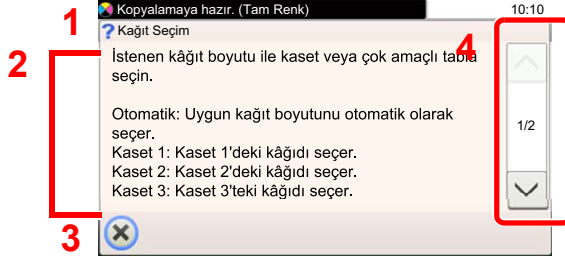 Kopyalamaya hazır. (Tam Renk)
10:10
1
? Kağıt Seçim
2
4
İstenen kâğıt boyutu ile kaset veya çok amaçlı tabla
seçin.
Otomatik: Uygun kağıt boyutunu otomatik olarak
seçer.
1/2
Kaset 1: Kaset 1'deki kâğıdı seçer.
Kaset 2: Kaset 2'deki kâğıdı seçer.
Kaset 3: Kaset 3'teki kâğıdı seçer.
3